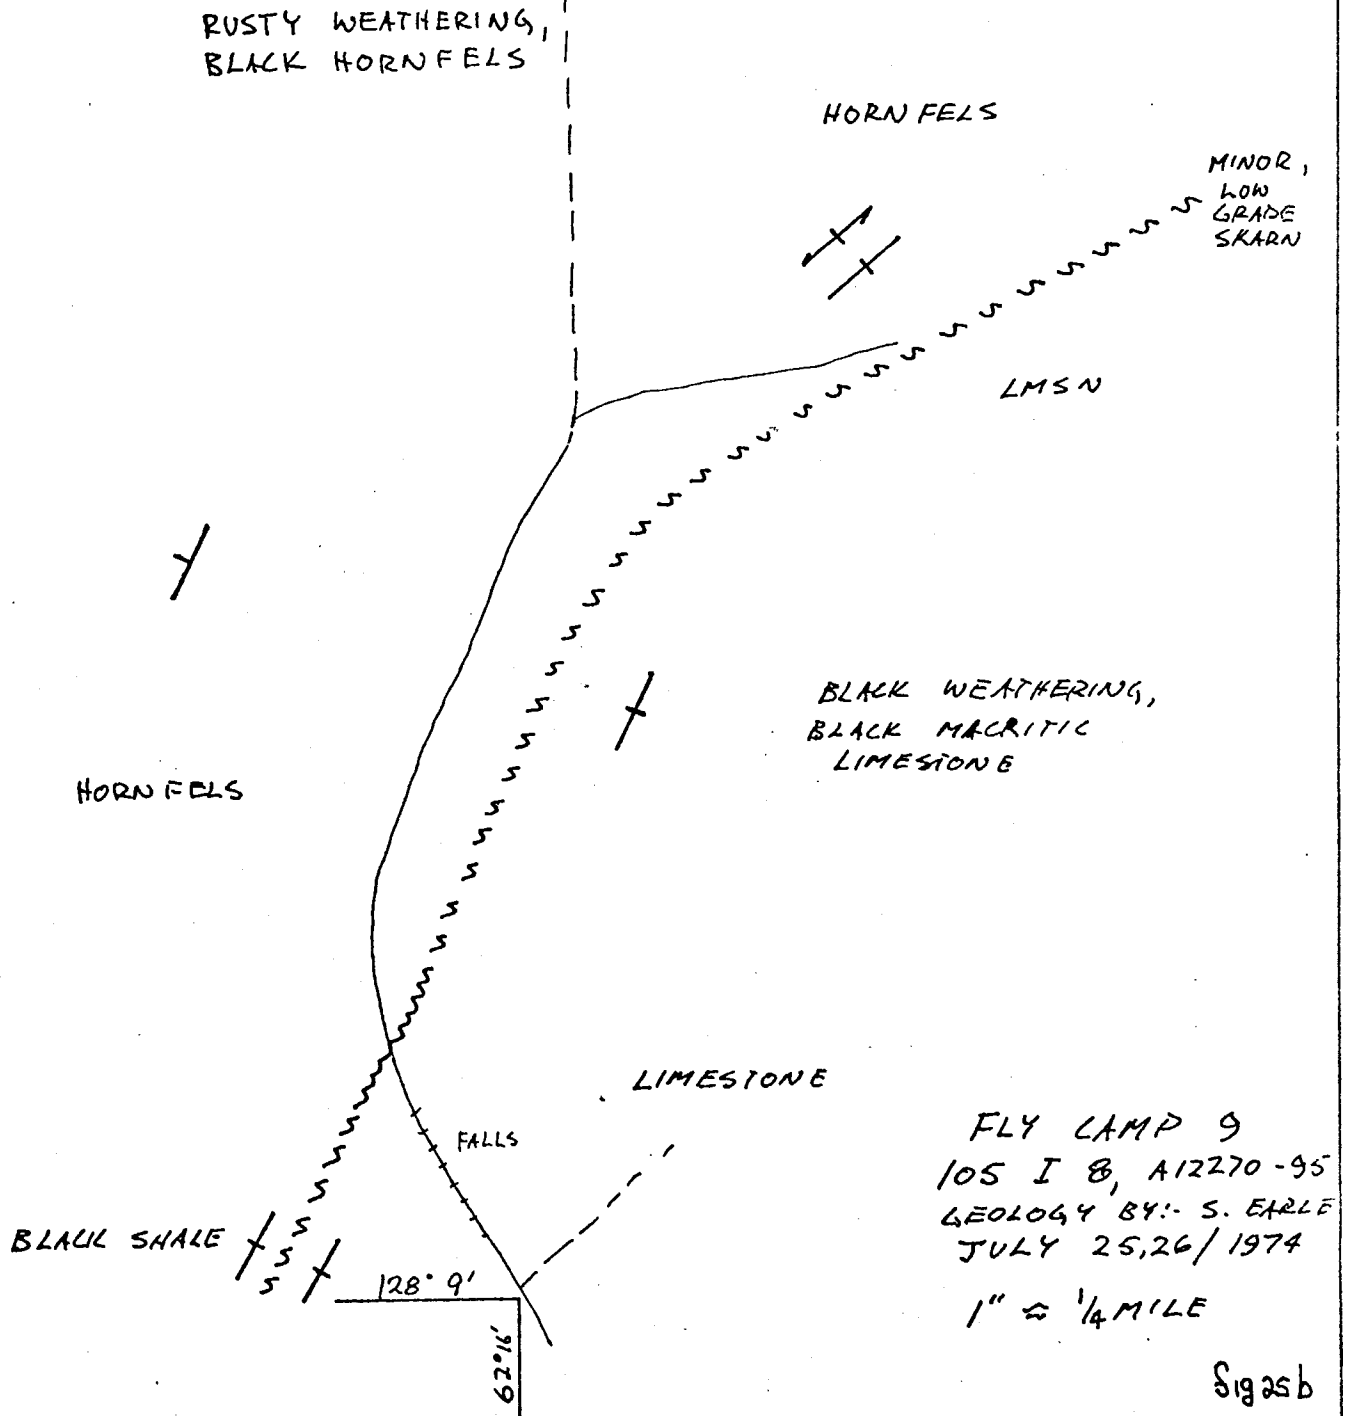 RUSTY WEATHERING,
BLACK HORNFELS
HORNFELS
MINOR,
LOW
GRADE
SKARN
LMSN
BLACK WEATHERING,
BLACK MACRITIC
LIMESTONE
HORNFELS
LIMESTONE
FALLS
BLACK SHALE
128° 9'
62°16'
FLY CAMP 9
105 I 8, A12270-95
GEOLOGY BY:- S. EARLE
JULY 25,26/1974
1" ≈ 1/4 MILE
fig 25b